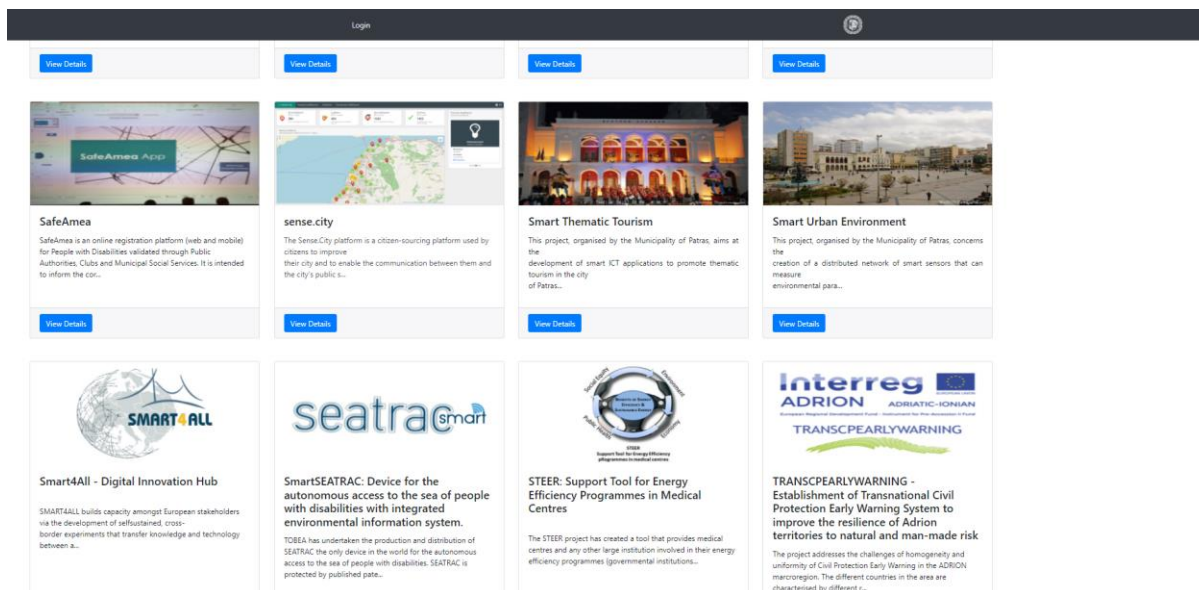 Login
View Details
View Details
View Details
View Details
SafeAmea App
SafeAmea
SafeAmea is an online registration platform (web and mobile)
for People with Disabilities validated through Public
Authorities, Clubs and Municipal Social Services. It is intended
to inform the cor...
View Details
sense.city
The Sense.City platform is a citizen-sourcing platform used by
citizens to improve
their city and to enable the communication between them and
the city's public s...
View Details
Smart Thematic Tourism
This project, organised by the Municipality of Patras, aims at
the
development of smart ICT applications to promote thematic
tourism in the city
of Patras...
View Details
Smart Urban Environment
This project, organised by the Municipality of Patras, concerns
the
creation of a distributed network of smart sensors that can
measure
environmental para...
View Details
SMART4ALL
Smart4All - Digital Innovation Hub
SMART4ALL builds capacity amongst European stakeholders
via the development of selfsustained, cross-
border experiments that transfer knowledge and technology
between a...
seatrac smart
SmartSEATRAC: Device for the
autonomous access to the sea of people
with disabilities with integrated
environmental information system.
TOBEA has undertaken the production and distribution of
SEATRAC the only device in the world for the autonomous
access to the sea of people with disabilities. SEATRAC is
protected by published pate...
Social Equity
Environment
Public Health
Economy
STEER
Support Tool for Energy Efficiency
STEER: Support Tool for Energy
Efficiency Programmes in Medical
Centres
The STEER project has created a tool that provides medical
centres and any other large institution involved in their energy
efficiency programmes (governmental institutions...
Interreg
ADRION ADRIATIC-IONIAN
TRANSCPEARLYWARNING
TRANSCPEARLYWARNING -
Establishment of Transnational Civil
Protection Early Warning System to
improve the resilience of Adrion
territories to natural and man-made risk
The project addresses the challenges of homogeneity and
uniformity of Civil Protection Early Warning in the ADRION
marcroregion. The different countries in the area are
characterised by different c...